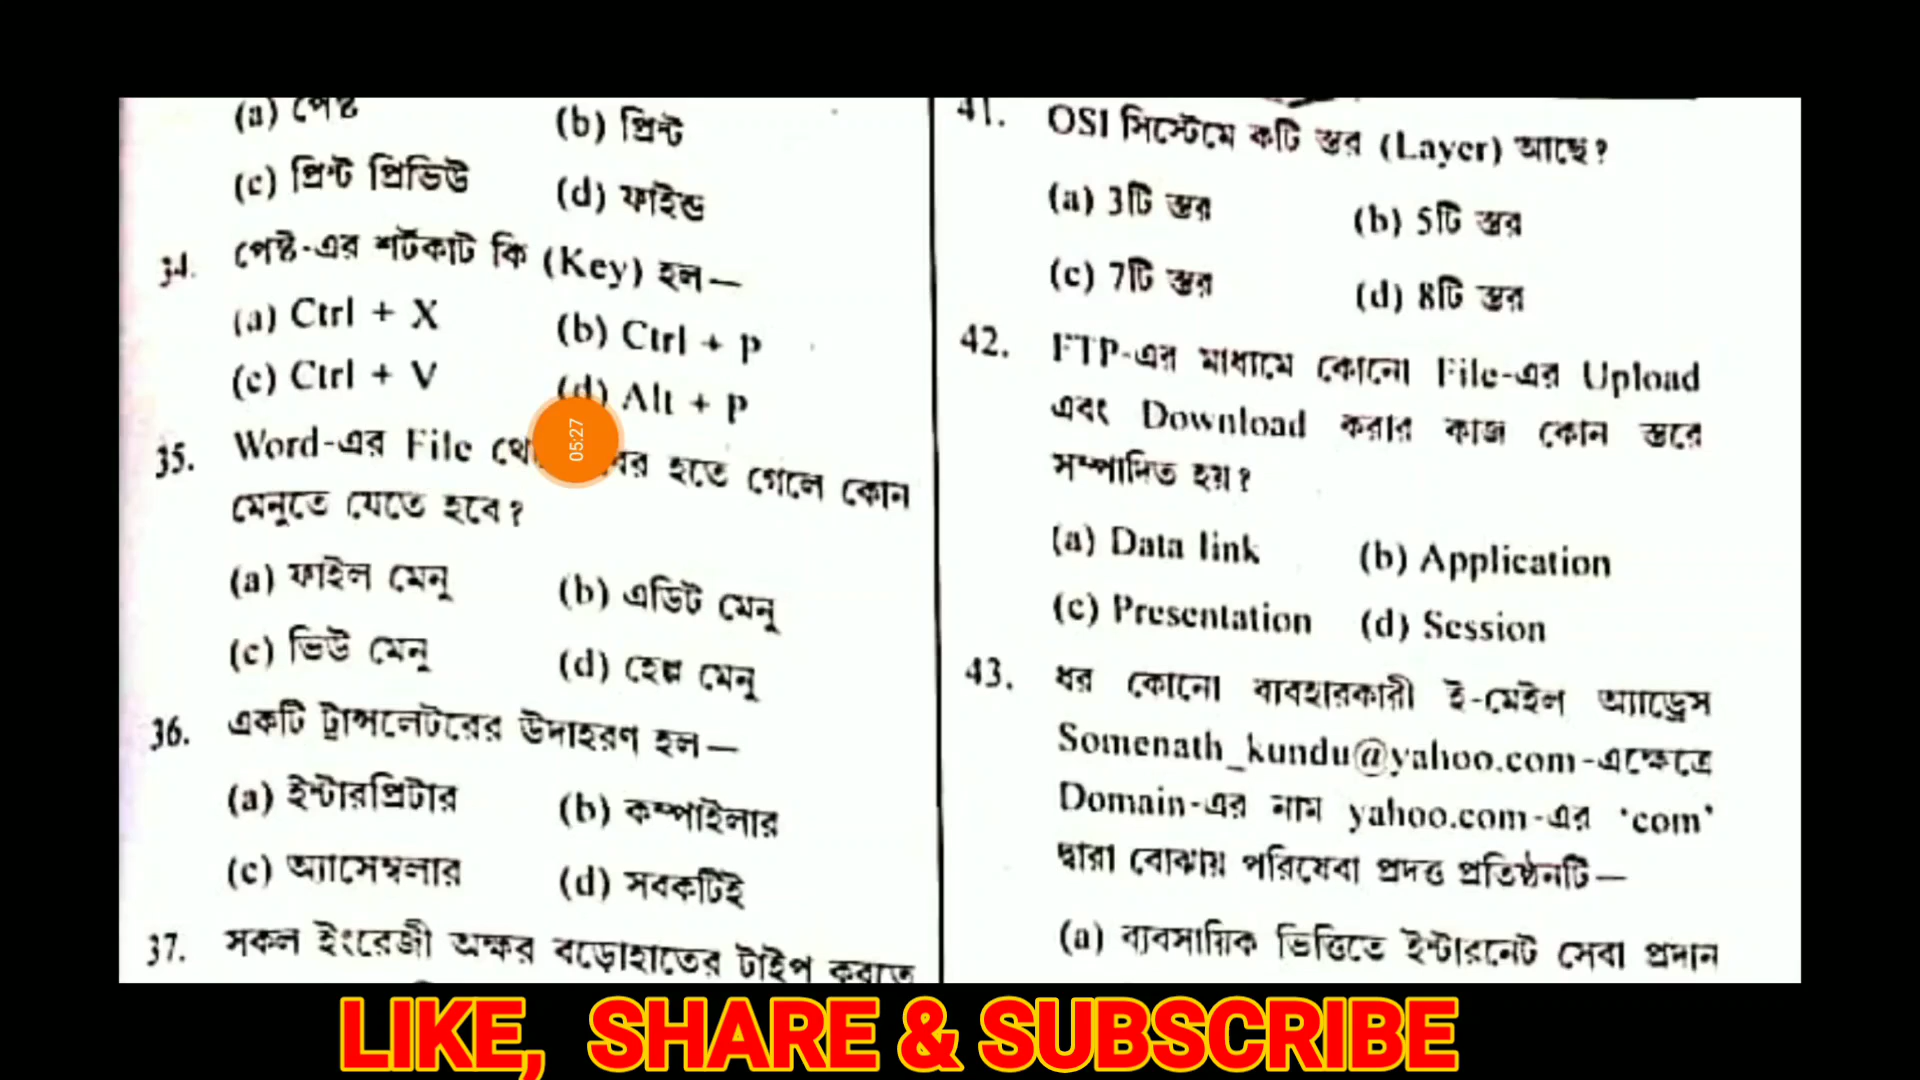 (a) পেষ্ট
(b) প্রিন্ট
(c) প্রিন্ট প্রিভিউ
(d) ফাইন্ড
34. পেষ্ট-এর শর্টকাট কি (Key) হল—
(a) Ctrl + X
(b) Ctrl + P
(c) Ctrl + V
(d) Alt + P
35. Word-এর File হতে গেলে কোন
মেনুতে যেতে হবে?
(a) ফাইল মেনু
(b) এডিট মেনু
(c) ভিউ মেনু
(d) হেল্প মেনু
36. একটি ট্রান্সলেটরের উদাহরণ হল—
(a) ইন্টারপ্রিটার
(b) কম্পাইলার
(c) অ্যাসেম্বলার
(d) সবকটিই
37. সকল ইংরেজী অক্ষর বড়োহাতের টাইপ করতে
05:27
41. OSI সিস্টেমে কটি স্তর (Layer) আছে?
(a) 3টি স্তর
(b) 5টি স্তর
(c) 7টি স্তর
(d) 8টি স্তর
42. FTP-এর মাধ্যমে কোনো File-এর Upload
এবং Download করার কাজ কোন স্তরে
সম্পাদিত হয়?
(a) Data link
(b) Application
(c) Presentation
(d) Session
43. ধর কোনো ব্যবহারকারী ই-মেইল অ্যাড্রেস
Somenath_kundu@yahoo.com-এক্ষেত্রে
Domain-এর নাম yahoo.com-এর 'com'
দ্বারা বোঝায় পরিষেবা প্রদত্ত প্রতিষ্ঠনটি—
(a) ব্যবসায়িক ভিত্তিতে ইন্টারনেট সেবা প্রদান
LIKE, SHARE & SUBSCRIBE